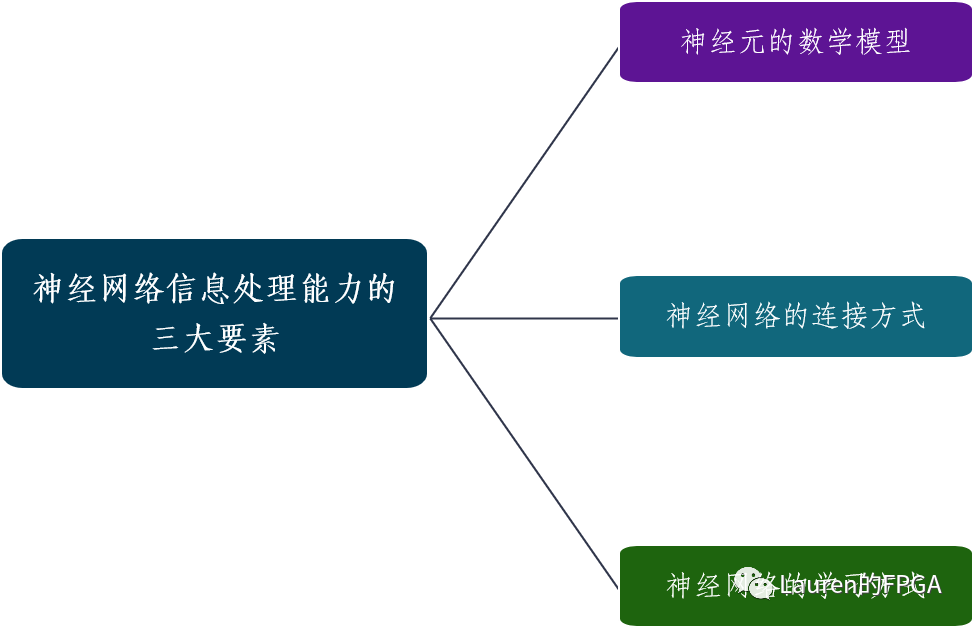 神经元的数学模型
神经网络信息处理能力的
三大要素
神经网络的连接方式
神经网络的学习方式
Lauren的FPGA